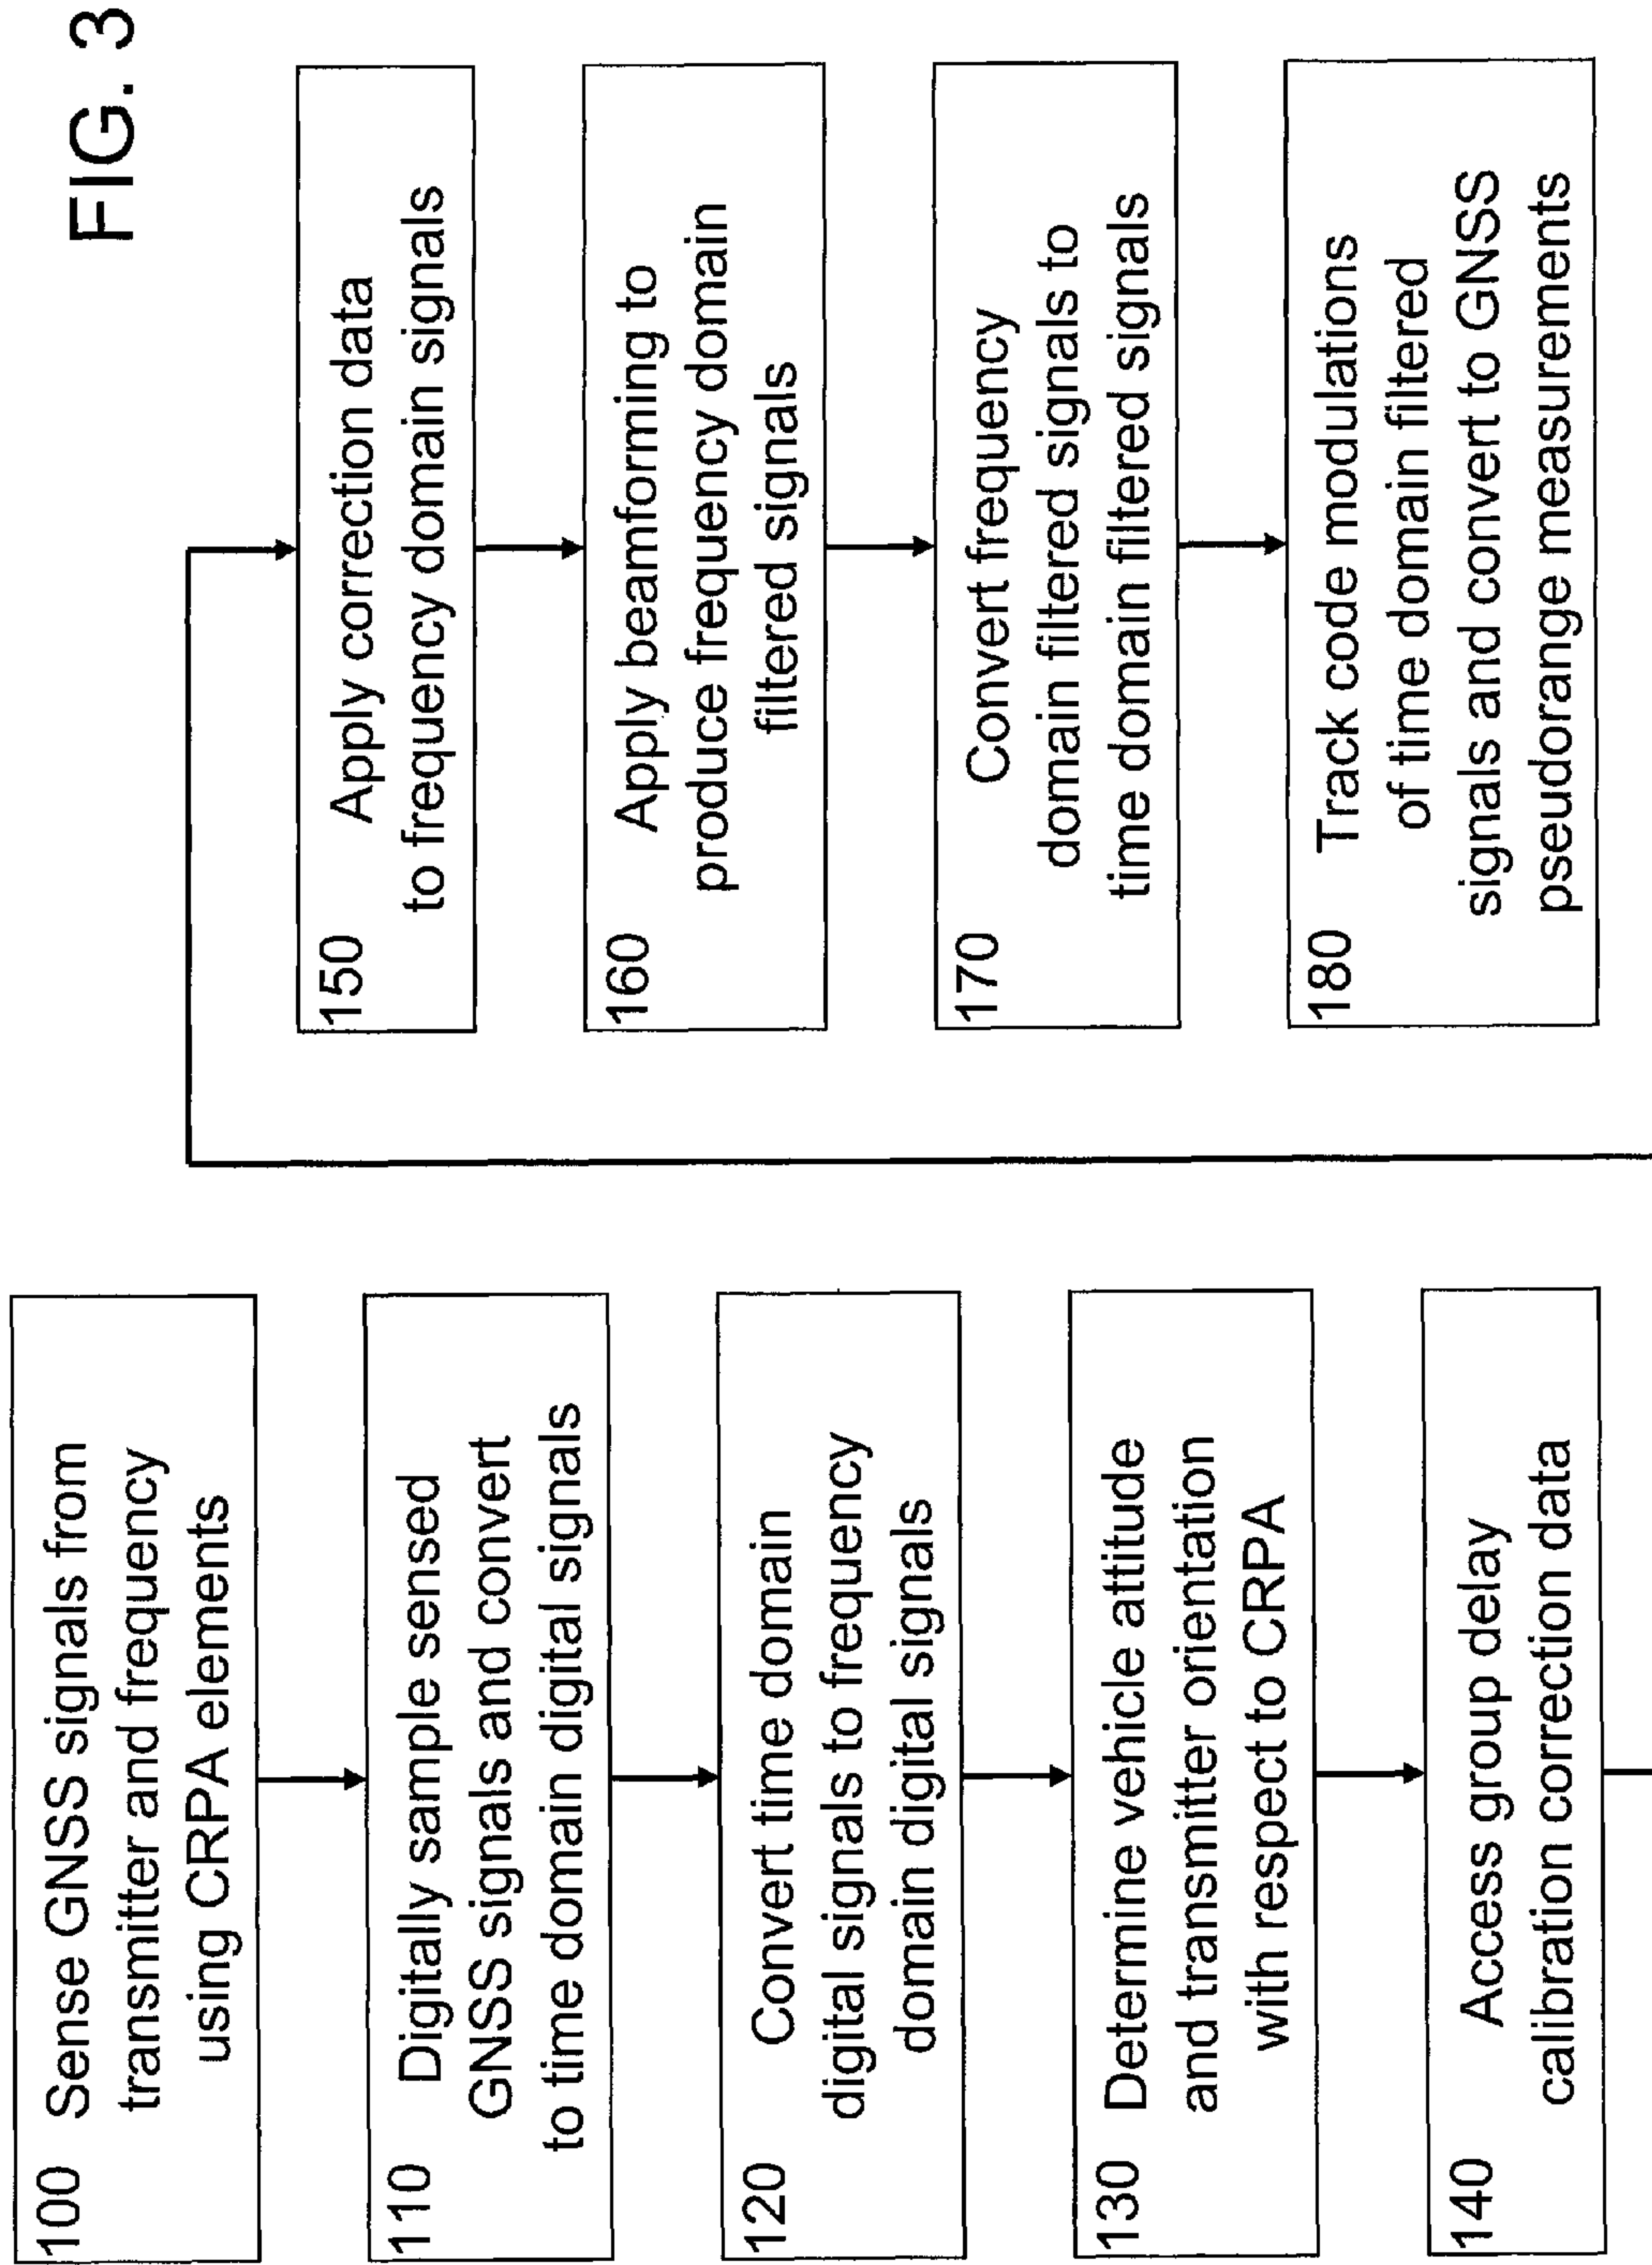 FIG. 3
100 Sense GNSS signals from
transmitter and frequency
using CRPA elements
110 Digitally sample sensed
GNSS signals and convert
to time domain digital signals
120 Convert time domain
digital signals to frequency
domain digital signals
130 Determine vehicle attitude
and transmitter orientation
with respect to CRPA
140 Access group delay
calibration correction data
150 Apply correction data
to frequency domain signals
160 Apply beamforming to
produce frequency domain
filtered signals
170 Convert frequency
domain filtered signals to
time domain filtered signals
180 Track code modulations
of time domain filtered
signals and convert to GNSS
pseudorange measurements